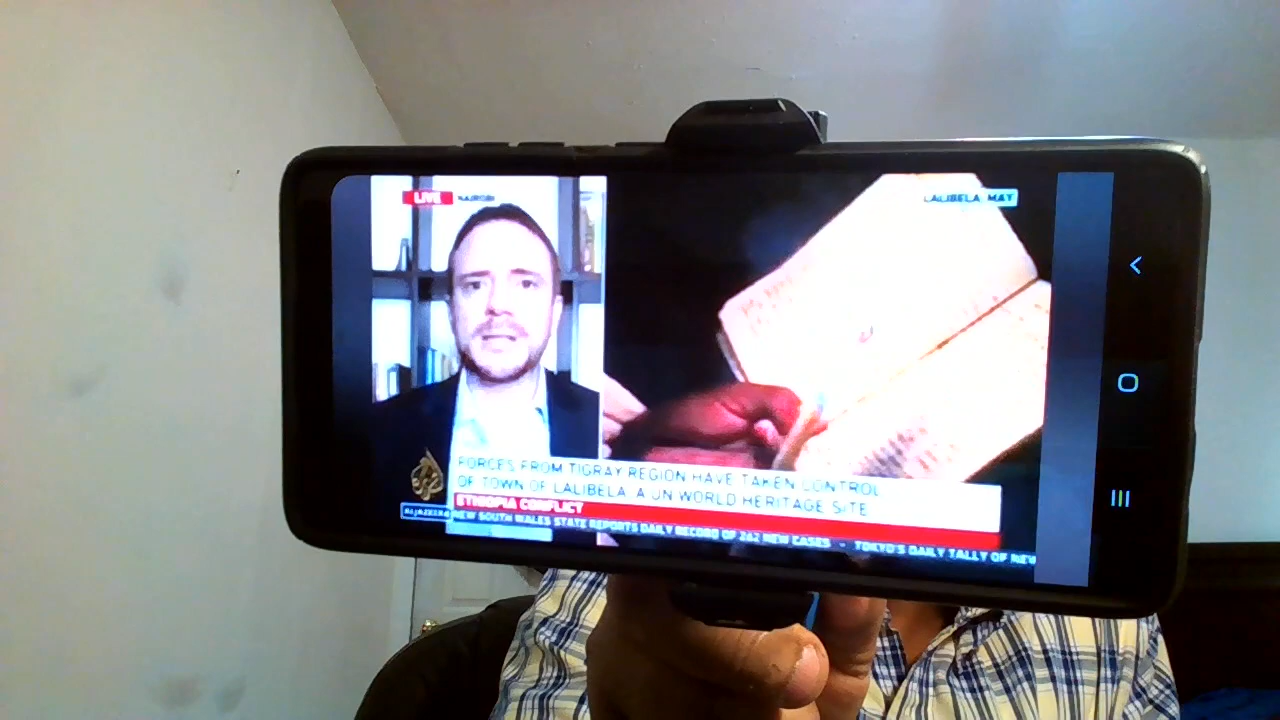 LIVE NAIROBI
LALIBELA, MAY
FORCES FROM TIGRAY REGION HAVE TAKEN CONTROL
OF TOWN OF LALIBELA, A UN WORLD HERITAGE SITE
ETHIOPIA CONFLICT
NEW SOUTH WALES STATE REPORTS DAILY RECORD OF 262 NEW CASES - TOKYO'S DAILY TALLY OF NEW